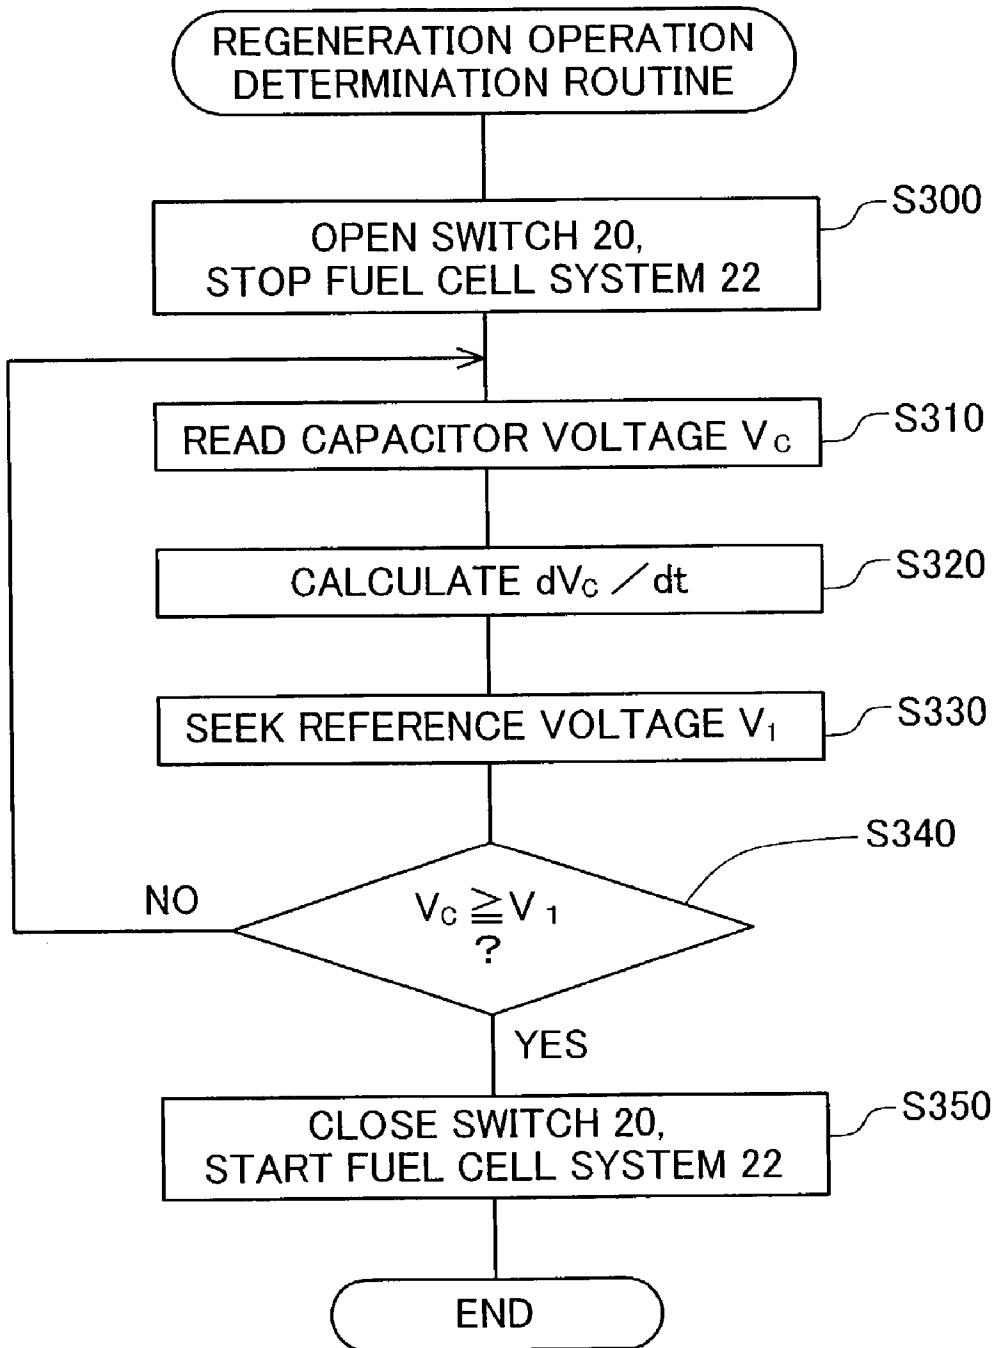 REGENERATION OPERATION
DETERMINATION ROUTINE
S300
OPEN SWITCH 20,
STOP FUEL CELL SYSTEM 22
S310
READ CAPACITOR VOLTAGE VC
S320
CALCULATE dVC／dt
S330
SEEK REFERENCE VOLTAGE V1
S340
NO
VC ≧ V1
?
YES
S350
CLOSE SWITCH 20,
START FUEL CELL SYSTEM 22
END